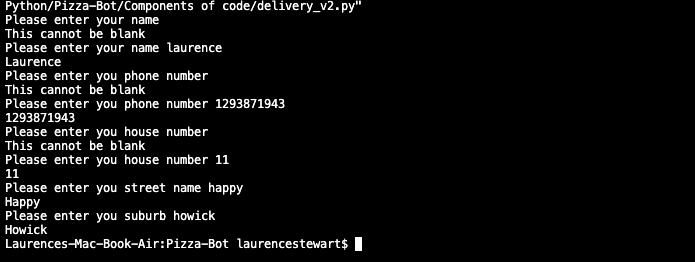 Python/Pizza-Bot/Components of code/delivery_v2.py"
Please enter your name
This cannot be blank
Please enter your name laurence
Laurence
Please enter you phone number
This cannot be blank
Please enter you phone number 1293871943
1293871943
Please enter you house number
This cannot be blank
Please enter you house number 11
11
Please enter you street name happy
Happy
Please enter you suburb howick
Howick
Laurences-Mac-Book-Air:Pizza-Bot laurencestewart$